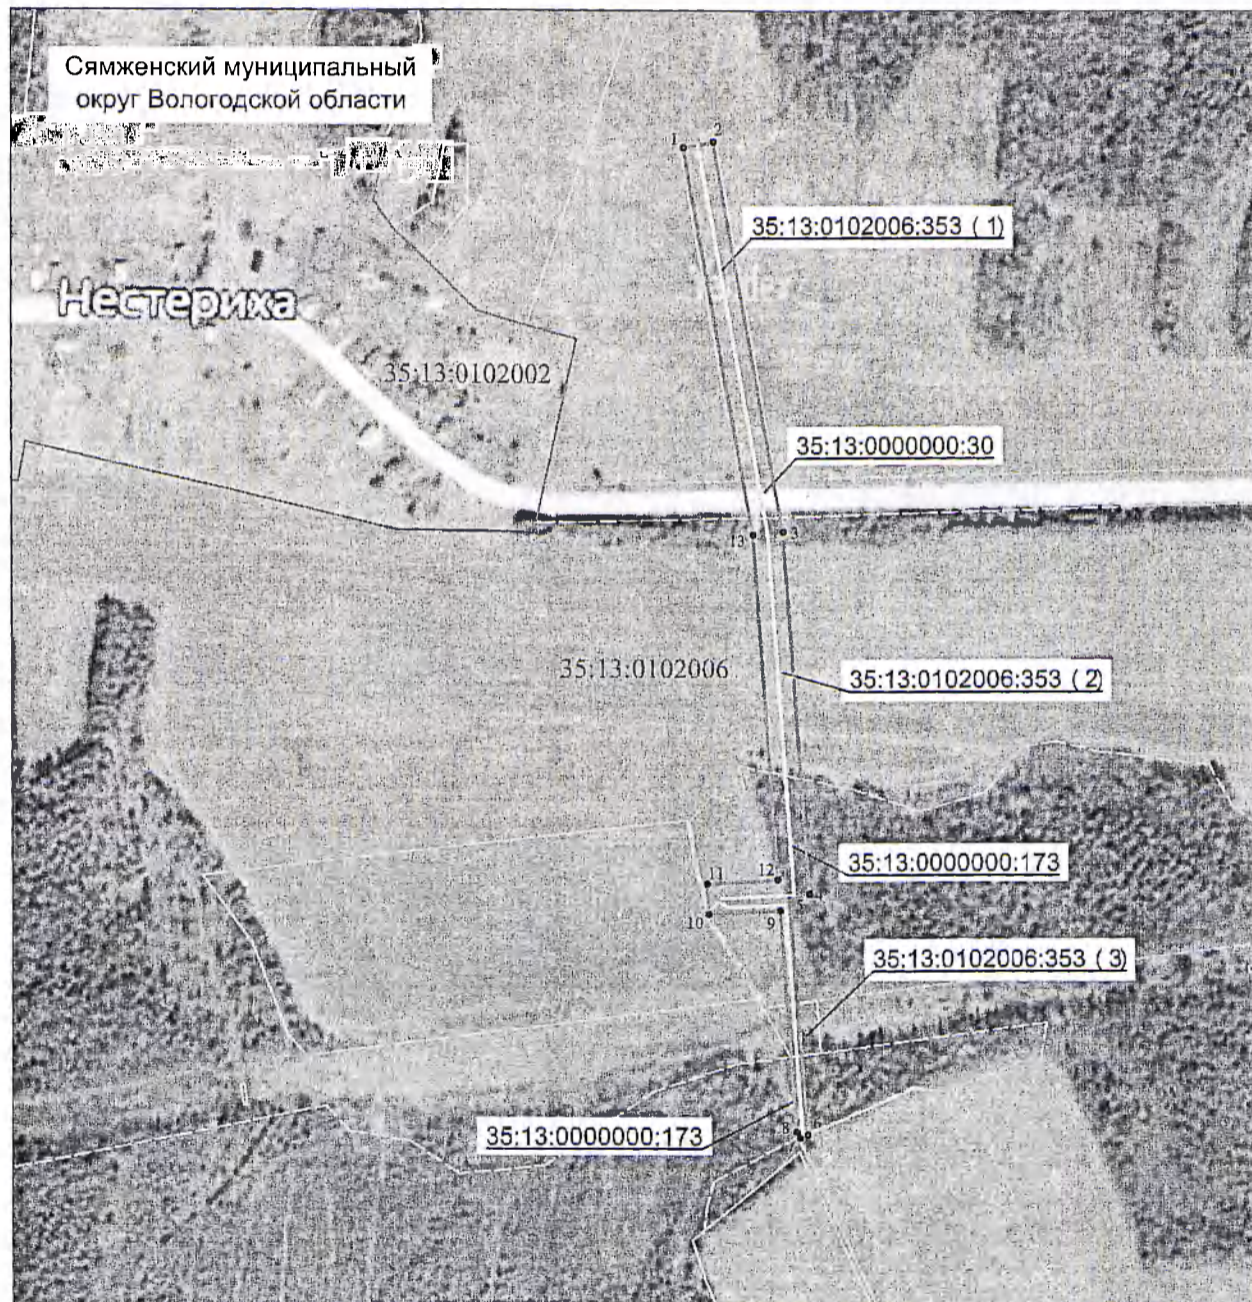 Сямженский муниципальный
округ Вологодской области
1
2
35:13:0102006:353 ( 1)
Нестериха
35:13:0102002
35:13:0000000:30
13
3
35:13:0102006
35:13:0102006:353 ( 2)
35:13:0000000:173
11
12
10
9
35:13:0102006:353 ( 3)
8
35:13:0000000:173